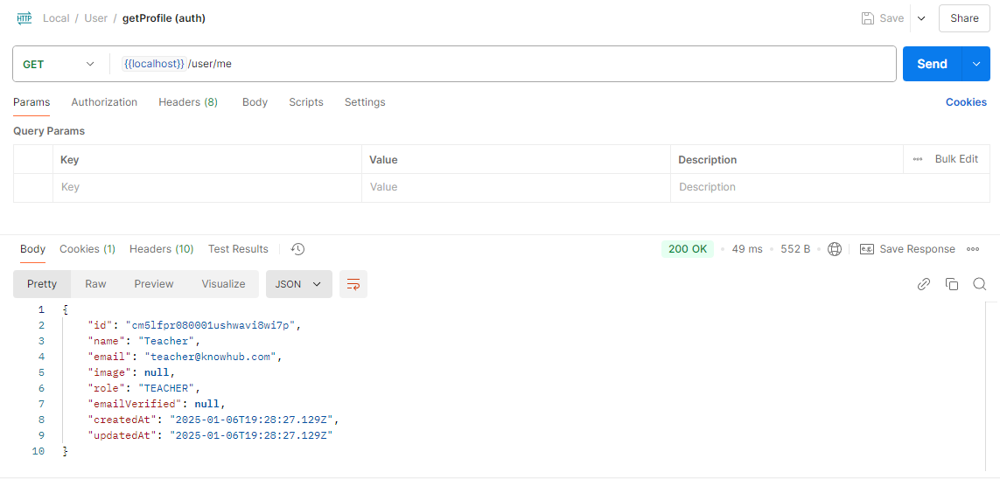 HTTP Local / User / getProfile (auth) Save Share
GET {{localhost}} /user/me Send
Params Authorization Headers (8) Body Scripts Settings Cookies
Query Params
Key Value Description ••• Bulk Edit
Key Value Description
Body Cookies (1) Headers (10) Test Results 200 OK • 49 ms • 552 B • e.g. Save Response •••
Pretty Raw Preview Visualize JSON
1 {
2 "id": "cm5lfpr080001ushwavi8wi7p",
3 "name": "Teacher",
4 "email": "teacher@knowhub.com",
5 "image": null,
6 "role": "TEACHER",
7 "emailVerified": null,
8 "createdAt": "2025-01-06T19:28:27.129Z",
9 "updatedAt": "2025-01-06T19:28:27.129Z"
10 }